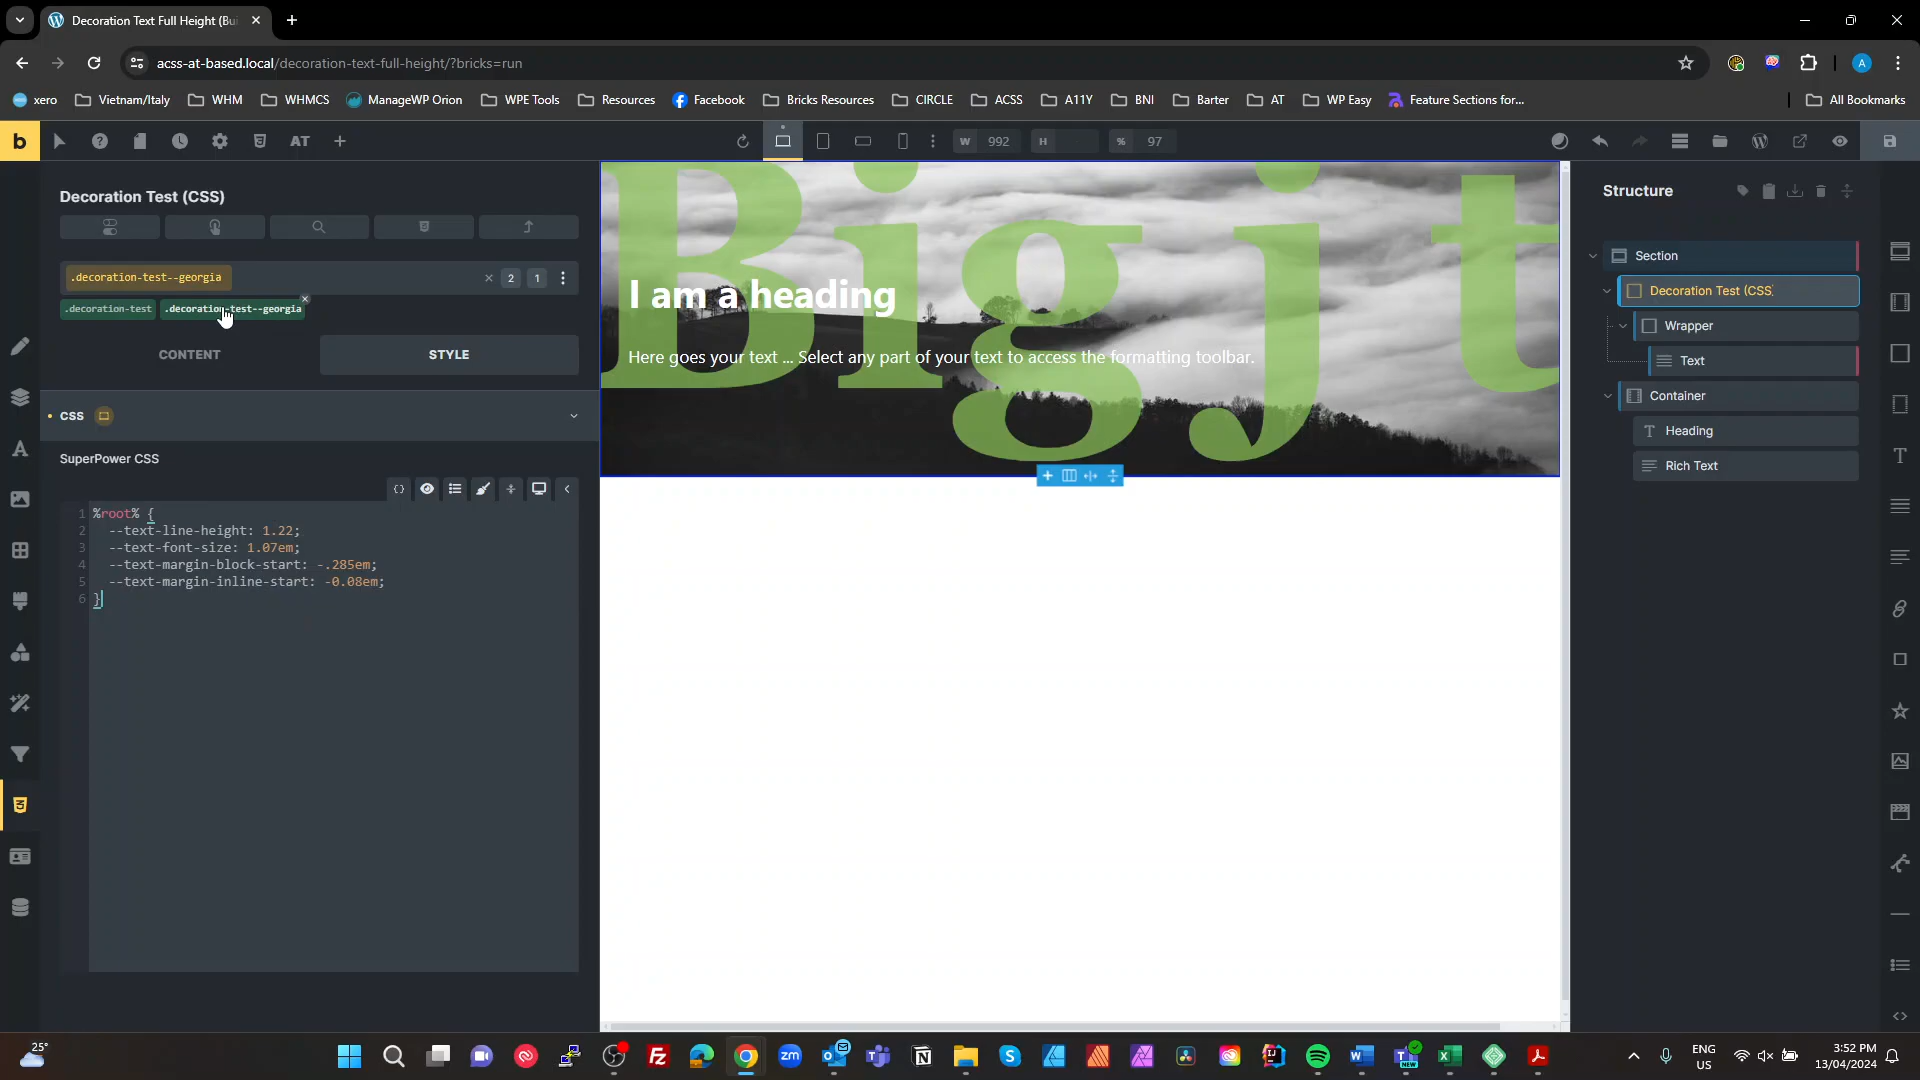 Decoration Text Full Height (Bui
acss-at-based.local/decoration-text-full-height/?bricks=run
A
xero
Vietnam/Italy
WHM
WHMCS
ManageWP Orion
WPE Tools
Resources
Facebook
Bricks Resources
CIRCLE
ACSS
A11Y
BNI
Barter
AT
WP Easy
Feature Sections for...
All Bookmarks
b
AT
W 992
H
% 97
Decoration Test (CSS)
.decoration-test--georgia
2
1
.decoration-test
.decoration-test--georgia
CONTENT
STYLE
CSS
SuperPower CSS
1 %root% {
2 --text-line-height: 1.22;
3 --text-font-size: 1.07em;
4 --text-margin-block-start: -.285em;
5 --text-margin-inline-start: -0.08em;
6 }
Big j t
I am a heading
Here goes your text ... Select any part of your text to access the formatting toolbar.
Structure
Section
Decoration Test (CSS)
Wrapper
Text
Container
Heading
Rich Text
25°
zm
ENG
US
3:52 PM
13/04/2024